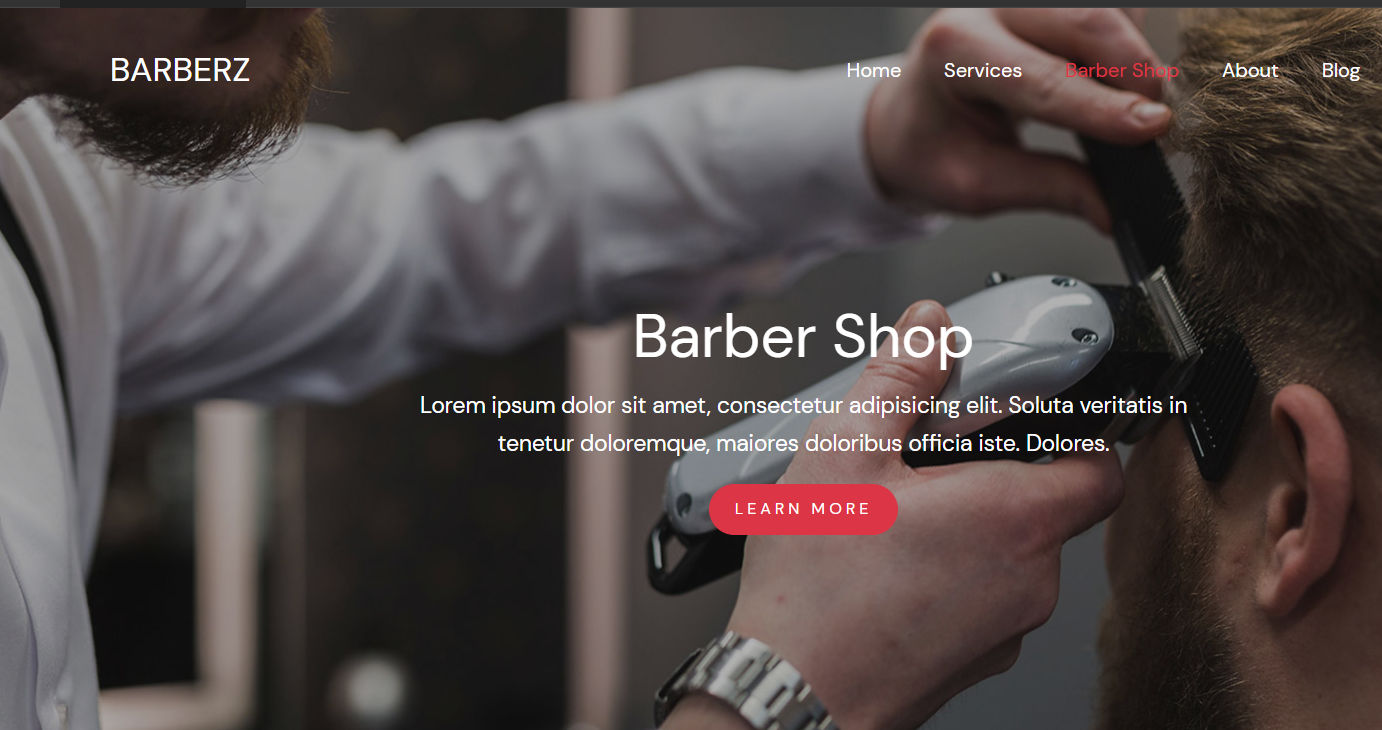 BARBERZ
Home Services Barber Shop About Blog
Barber Shop
Lorem ipsum dolor sit amet, consectetur adipisicing elit. Soluta veritatis in
tenetur doloremque, maiores doloribus officia iste. Dolores.
LEARN MORE